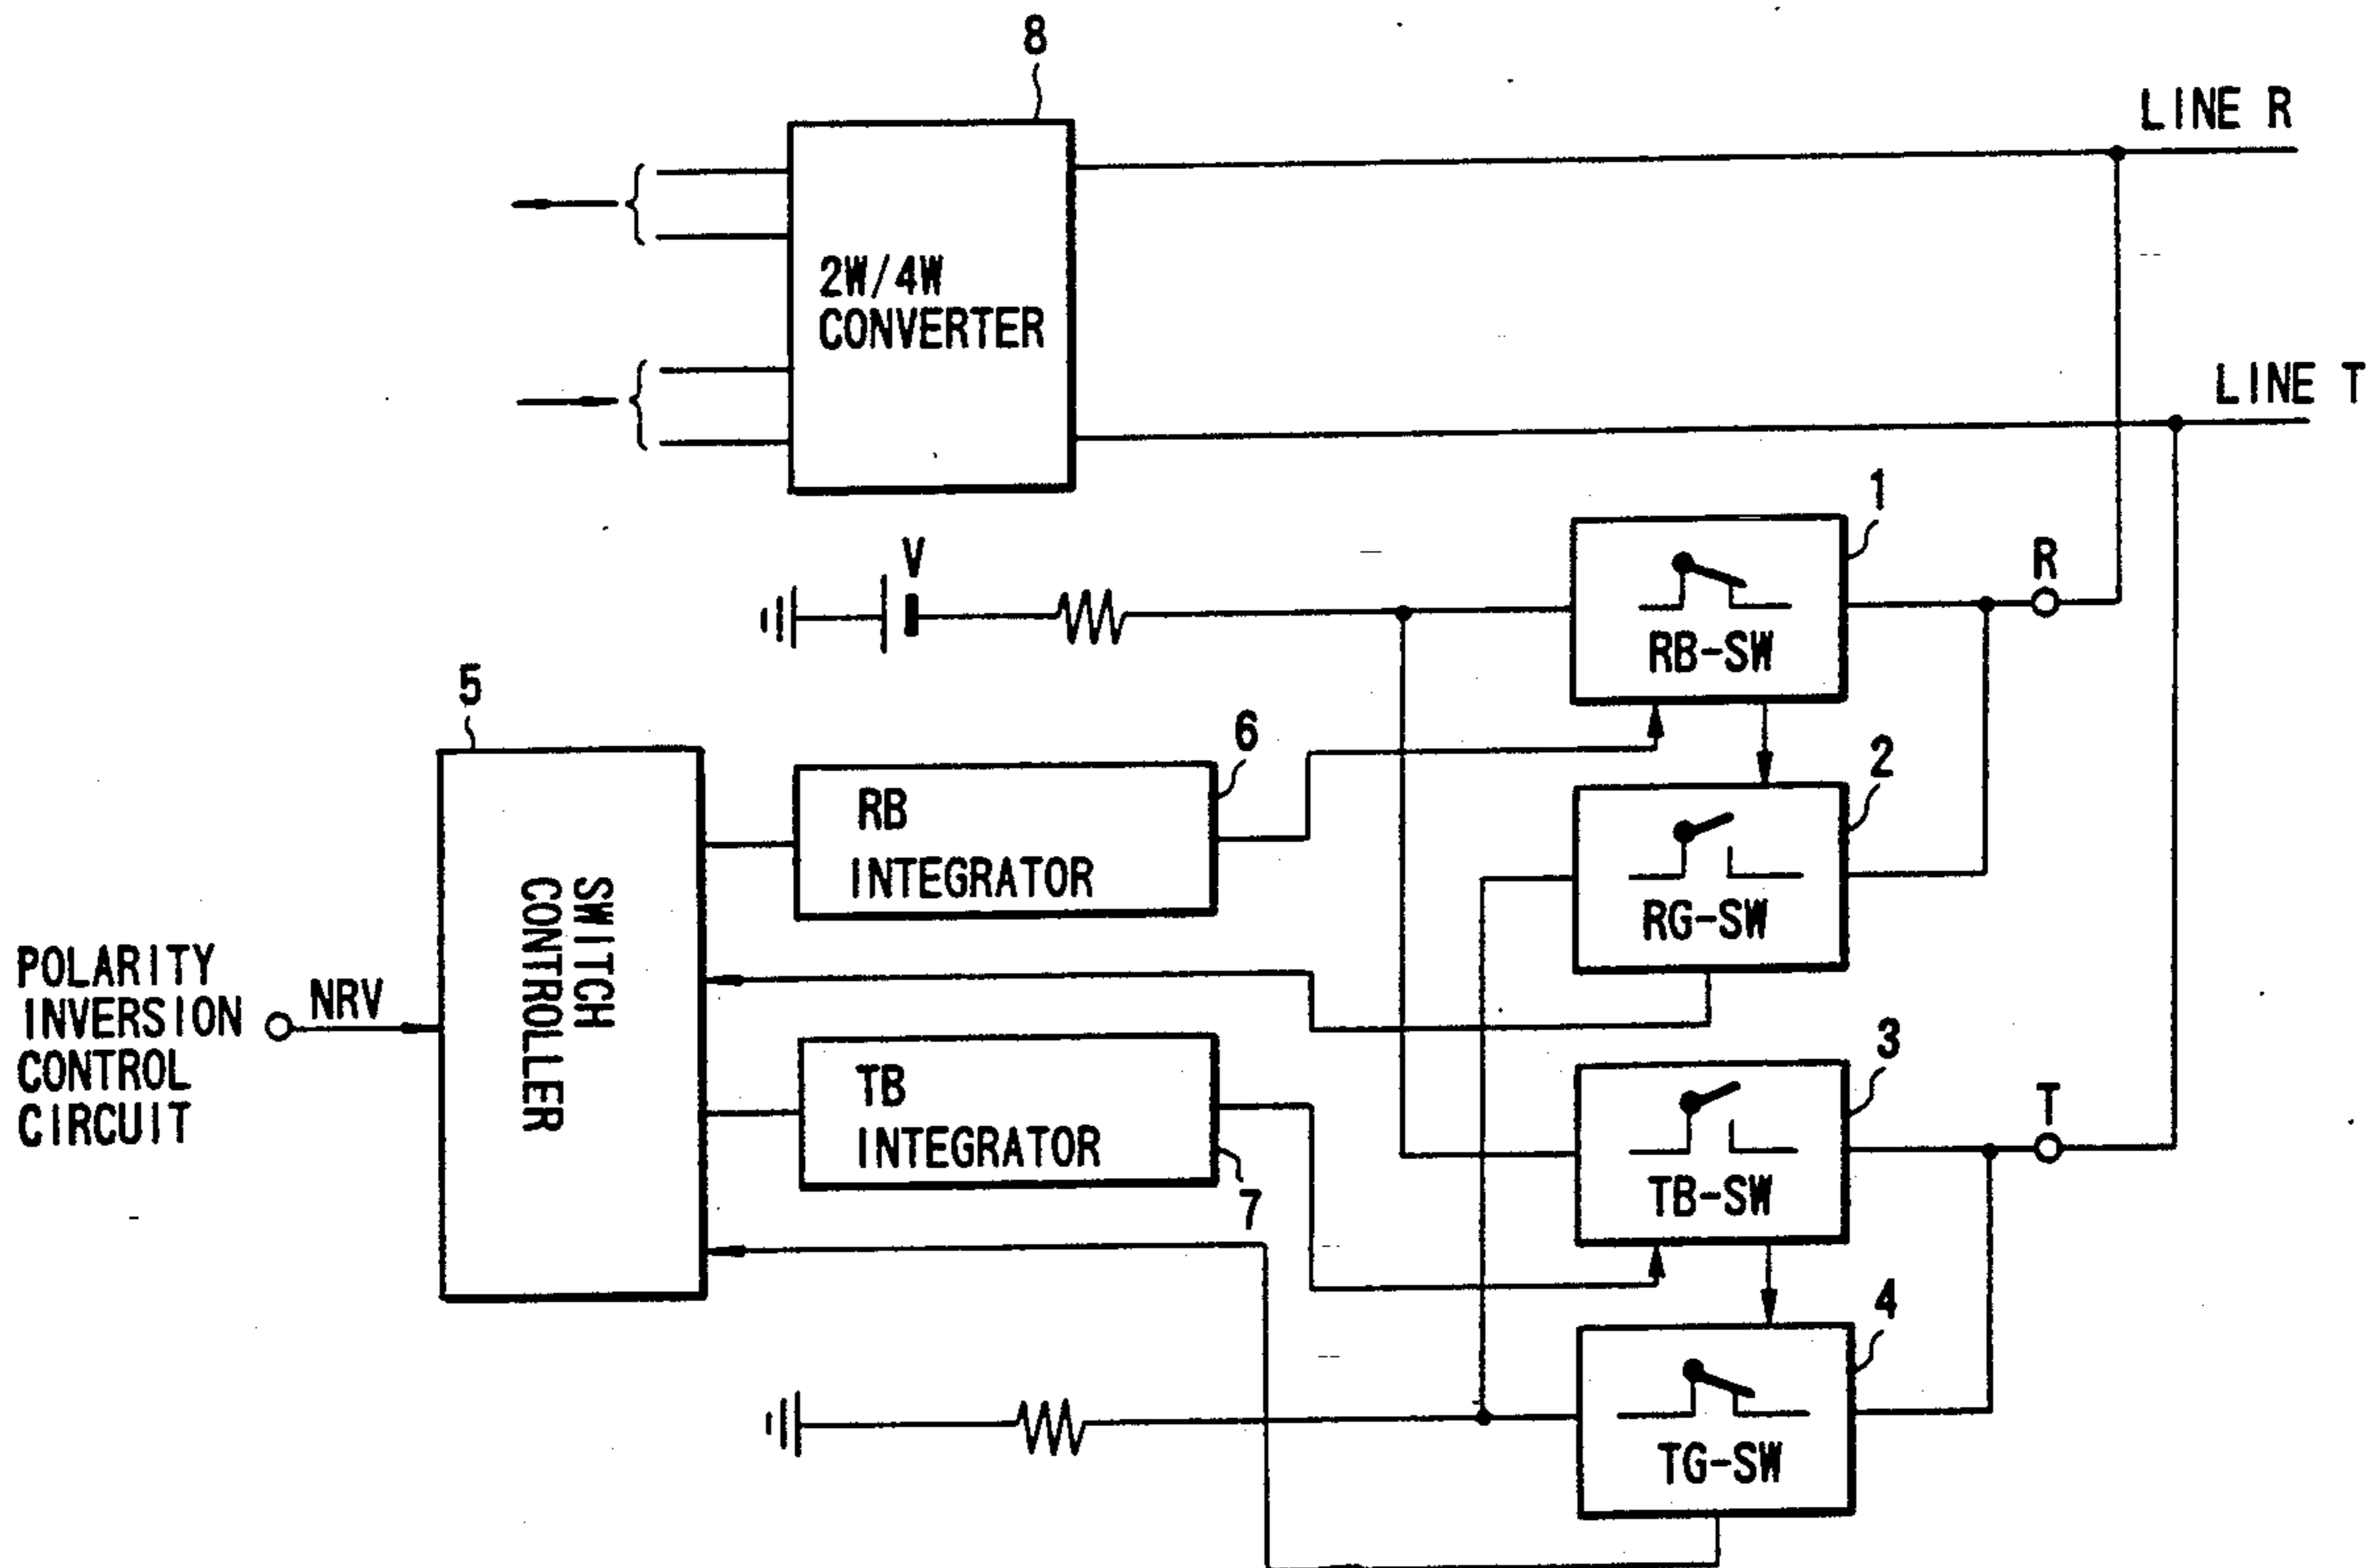 8
LINE R
2W/4W
CONVERTER
LINE T
1
V
R
RB-SW
5
6
2
RB
INTEGRATOR
RG-SW
SWITCH
CONTROLLER
POLARITY
INVERSION
CONTROL
CIRCUIT
NRV
3
TB
INTEGRATOR
T
TB-SW
7
4
TG-SW